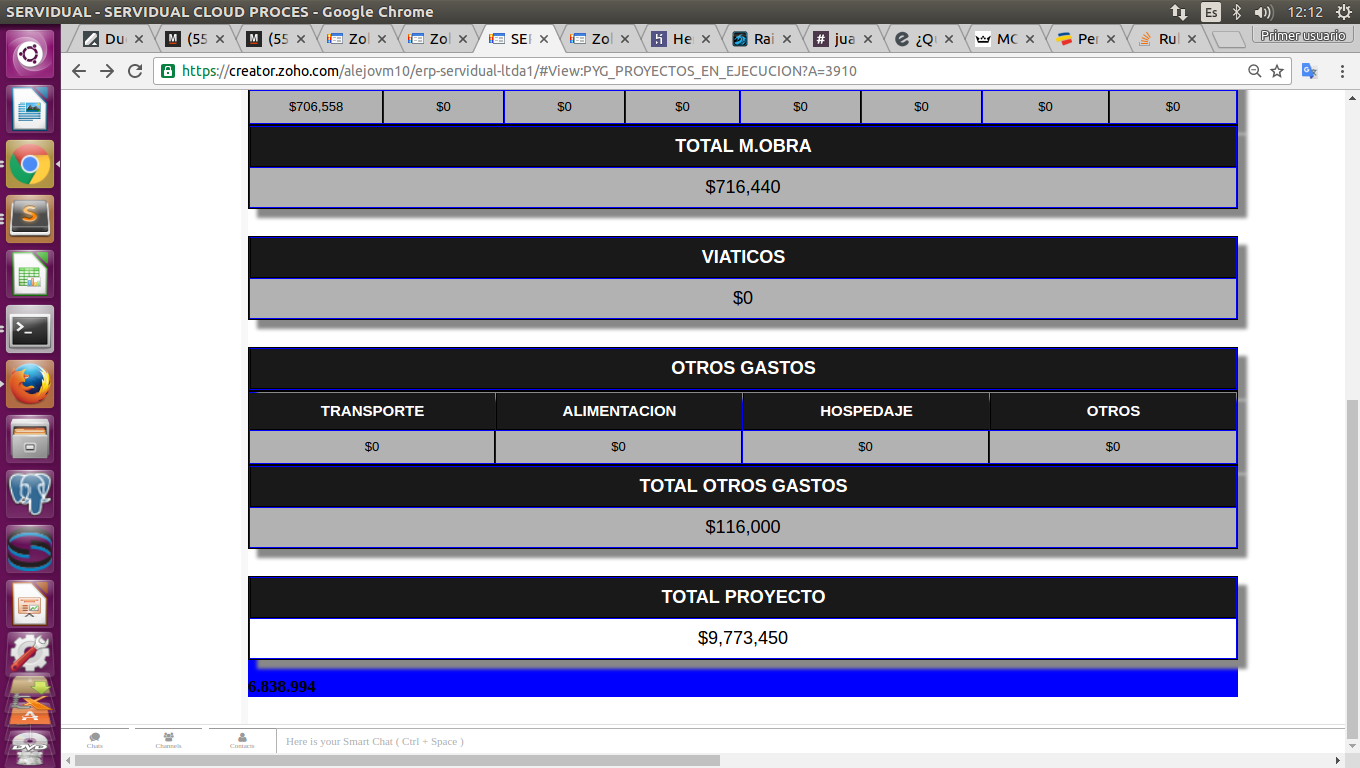 SERVIDUAL - SERVIDUAL CLOUD PROCES - Google Chrome Es 12:12
Du M (55 M (55 Zol Zol SEI Zol He Rai # jua ¿Q MC Per Rul Primer usuario
https://creator.zoho.com/alejovm10/erp-servidual-ltda1/#View:PYG_PROYECTOS_EN_EJECUCION?A=3910
$706,558 $0 $0 $0 $0 $0 $0 $0
TOTAL M.OBRA
$716,440
VIATICOS
$0
OTROS GASTOS
TRANSPORTE ALIMENTACION HOSPEDAJE OTROS
$0 $0 $0 $0
TOTAL OTROS GASTOS
$116,000
TOTAL PROYECTO
$9,773,450
6.838.994
Chats Channels Contacts Here is your Smart Chat ( Ctrl + Space )